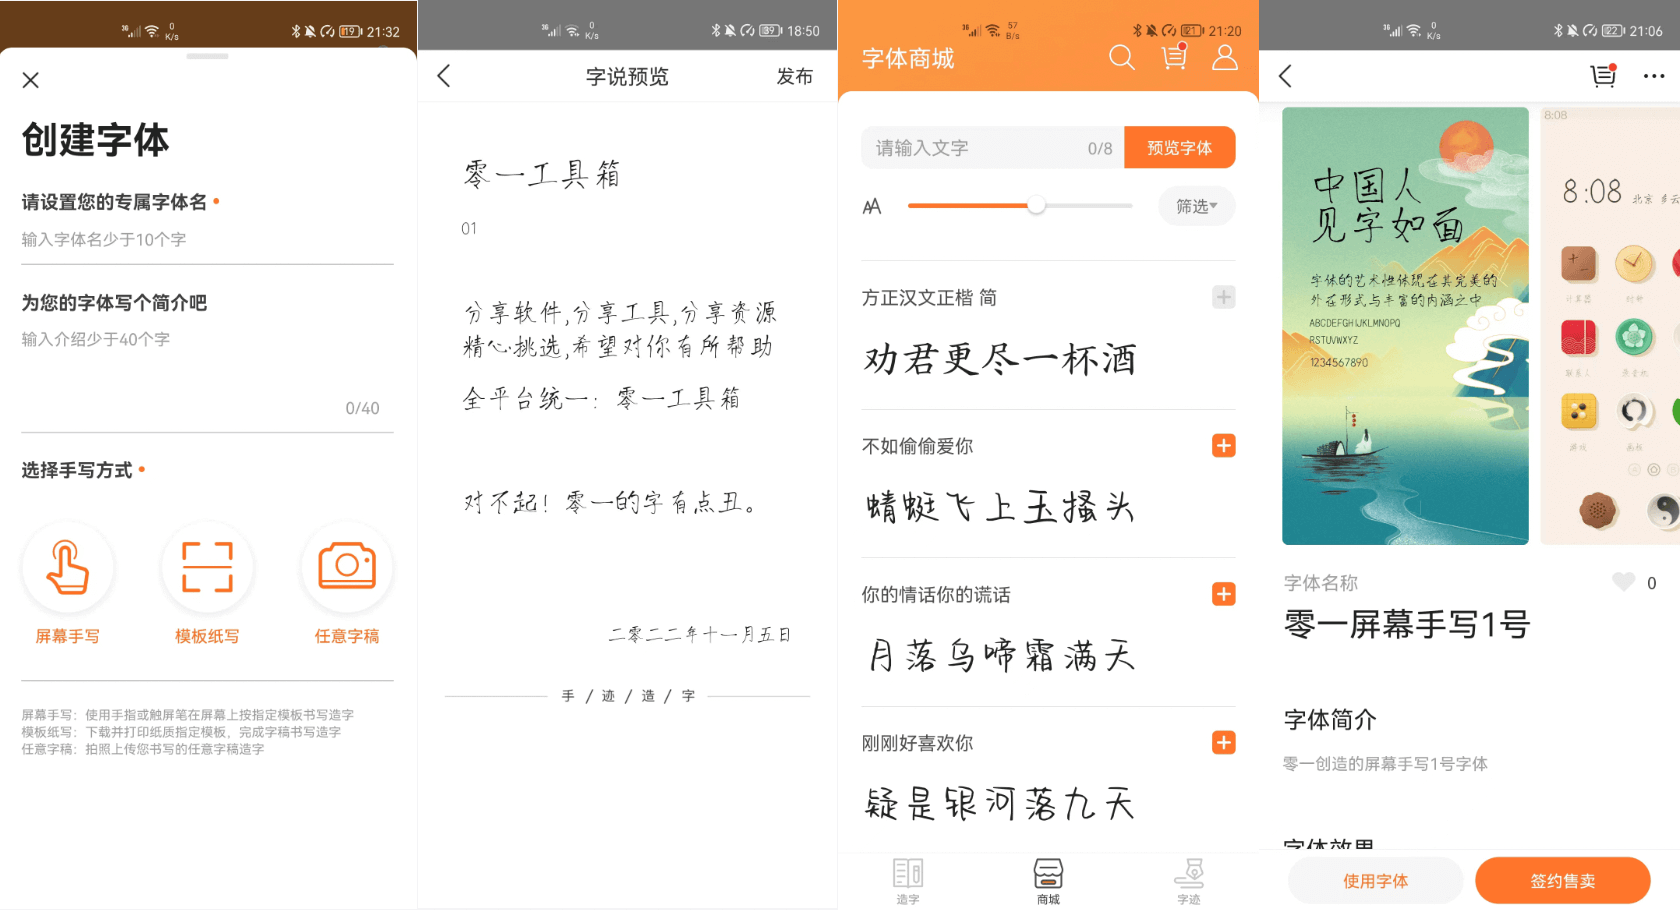 3G 0 K/s 19 21:32
创建字体
请设置您的专属字体名
输入字体名少于10个字
为您的字体写个简介吧
输入介绍少于40个字
0/40
选择手写方式
屏幕手写 模板纸写 任意字稿
屏幕手写：使用手指或触屏笔在屏幕上按指定模板书写造字
模板纸写：下载并打印纸质指定模板，完成字稿书写造字
任意字稿：拍照上传您书写的任意字稿造字
3G 0 K/s 39 18:50
字说预览 发布
零一工具箱
01
分享软件,分享工具,分享资源
精心挑选,希望对你有所帮助
全平台统一：零一工具箱
对不起！零一的字有点丑。
二零二二年十一月五日
手 / 迹 / 造 / 字
3G 57 B/s 21 21:20
字体商城
请输入文字 0/8 预览字体
AA 筛选
方正汉文正楷 简
劝君更尽一杯酒
不如偷偷爱你
蜻蜓飞上玉搔头
你的情话你的谎话
月落乌啼霜满天
刚刚好喜欢你
疑是银河落九天
造字 商城 字迹
3G 0 K/s 22 21:06
中国人
见字如面
字体的艺术性体现在其完美的
外在形式与丰富的内涵之中
ABCDEFGHIJKLMNOPQ
RSTUVWXYZ
1234567890
8:08
8:08 北京 多云
计算器 时钟
联系人
游戏 画板
字体名称 0
零一屏幕手写1号
字体简介
零一创造的屏幕手写1号字体
字体效果
使用字体 签约售卖